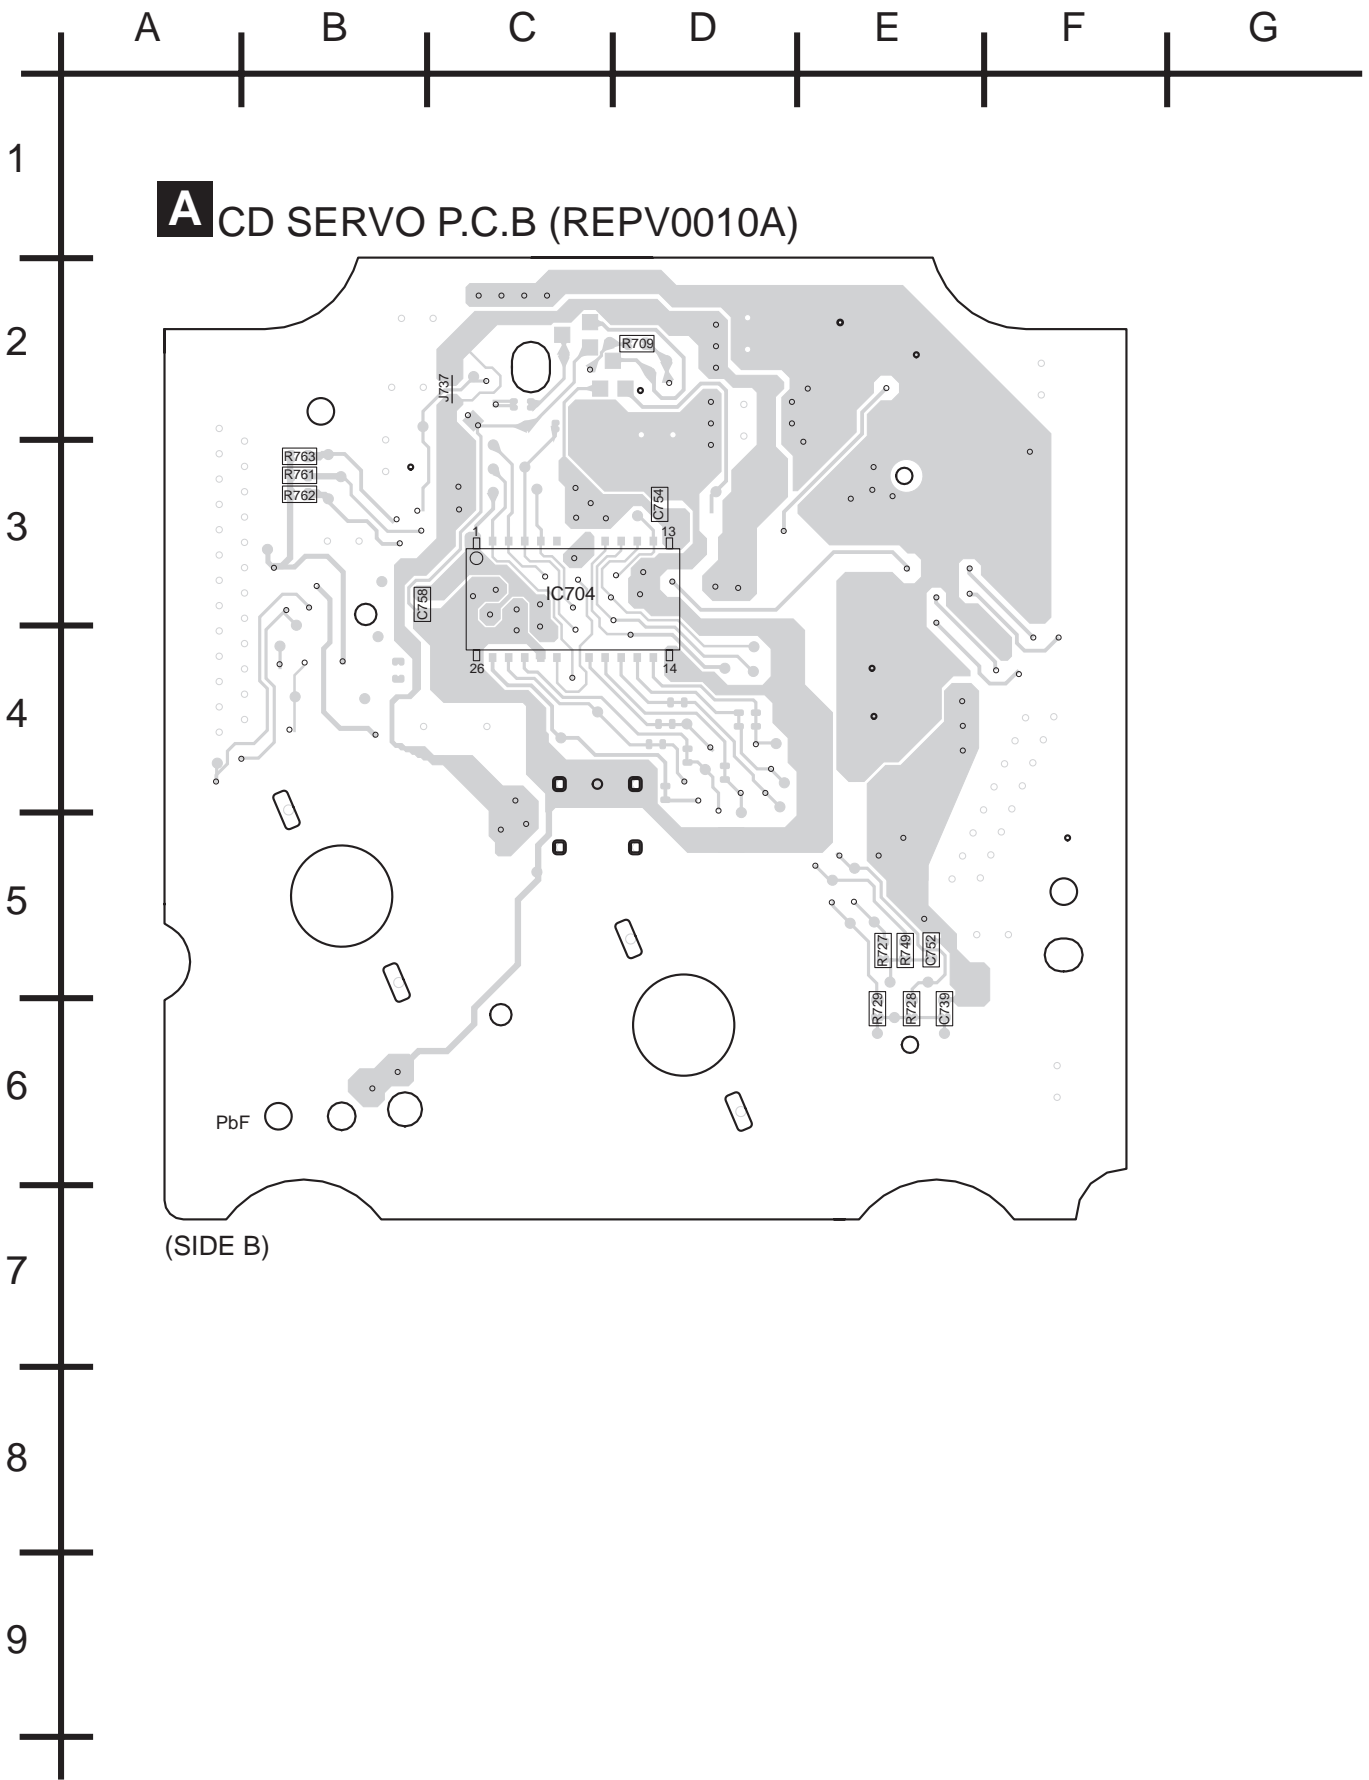 A B C D E F G
1
A CD SERVO P.C.B (REPV0010A)
2
R709
J737
R763
R761
R762
C754
3
1 13
IC704
C758
26 14
4
5
R727 R749 C752
R729 R728 C739
6
PbF
(SIDE B)
7
8
9